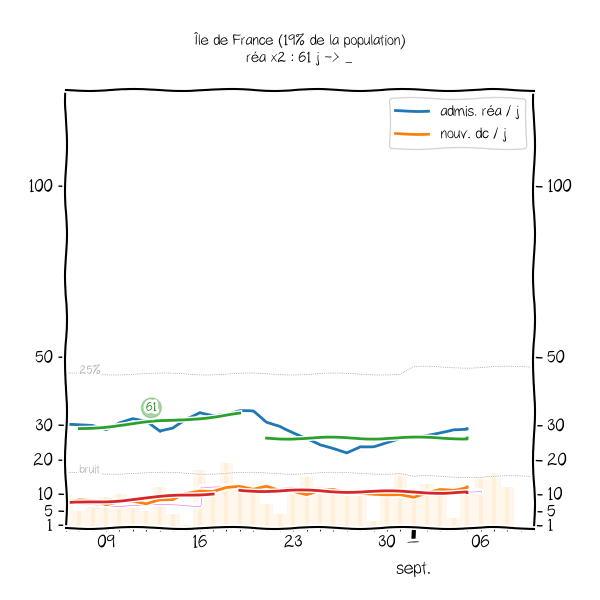 Île de France (19% de la population)
réa x2 : 61 j -> _
admis. réa / j
nouv. dc / j
100 100
50 50
25%
61
30 30
20 20
bruit
10 10
5 5
1 1
09 16 23 30 06
sept.